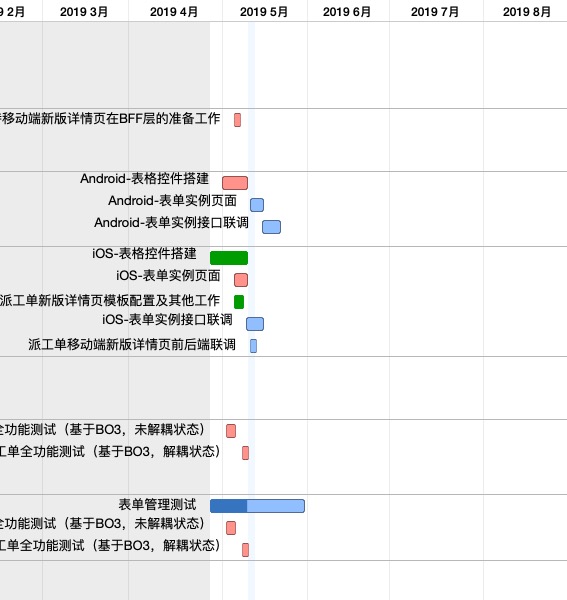 2月 2019 3月 2019 4月 2019 5月 2019 6月 2019 7月 2019 8月
移动端新版详情页在BFF层的准备工作
Android-表格控件搭建
Android-表单实例页面
Android-表单实例接口联调
iOS-表格控件搭建
iOS-表单实例页面
派工单新版详情页模板配置及其他工作
iOS-表单实例接口联调
派工单移动端新版详情页前后端联调
全功能测试（基于BO3，未解耦状态）
工单全功能测试（基于BO3，解耦状态）
表单管理测试
全功能测试（基于BO3，未解耦状态）
工单全功能测试（基于BO3，解耦状态）